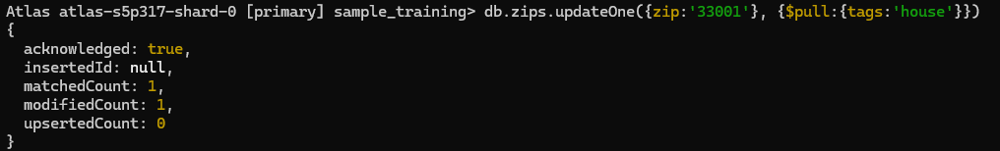 Atlas atlas-s5p317-shard-0 [primary] sample_training> db.zips.updateOne({zip:'33001'}, {$pull:{tags:'house'}})
{
  acknowledged: true,
  insertedId: null,
  matchedCount: 1,
  modifiedCount: 1,
  upsertedCount: 0
}